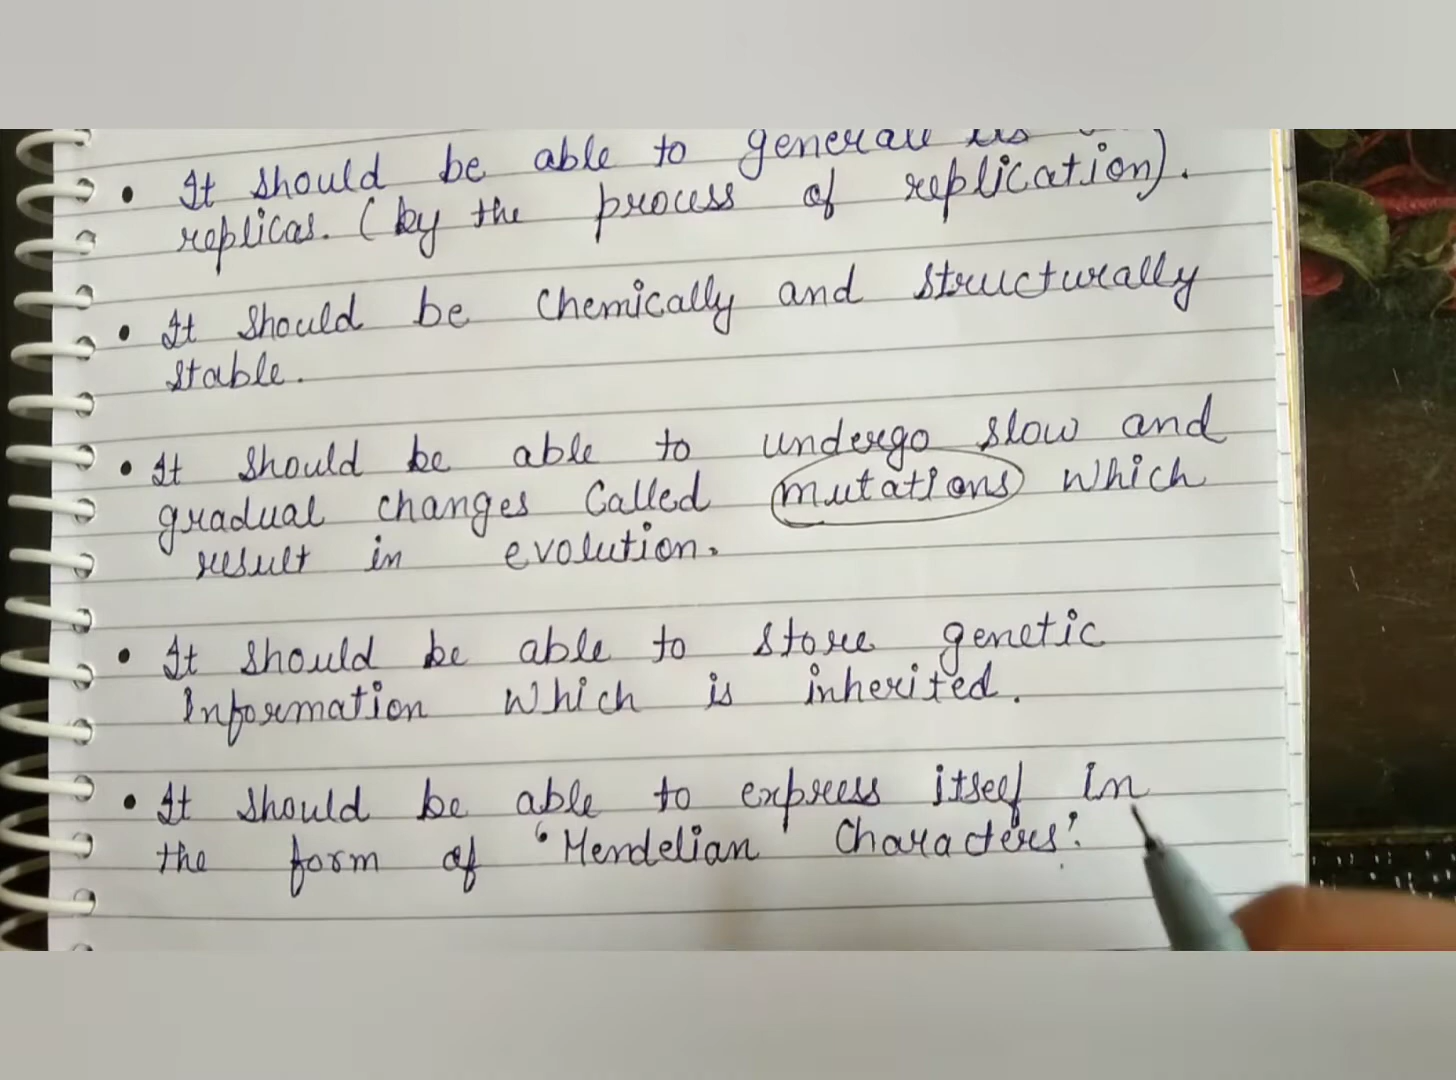 • It should be able to generate its
replicas. (by the process of replication).
• It should be chemically and structurally
stable.
• It should be able to undergo slow and
gradual changes called mutations which
result in evolution.
• It should be able to store genetic
Information which is inherited.
• It should be able to express itself in
the form of 'Mendelian Characters'.